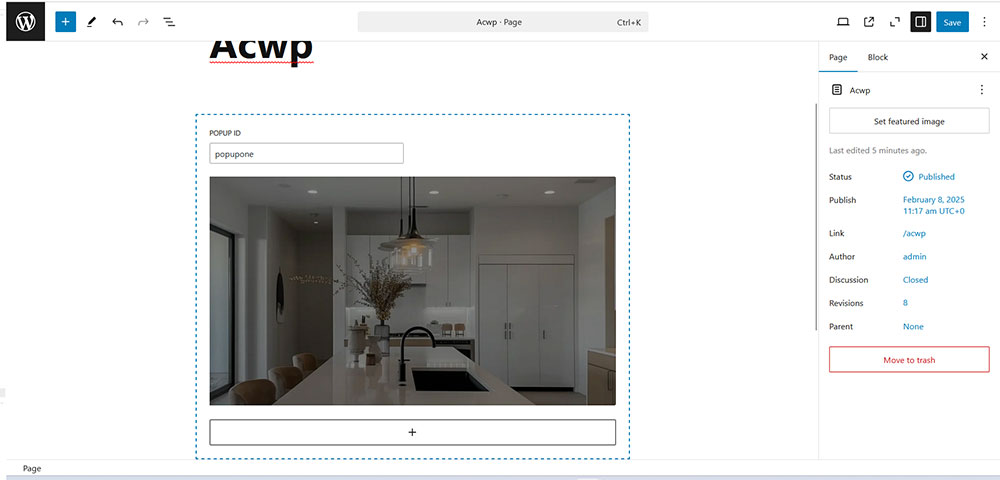 Acwp · Page
Ctrl+K
Save
Acwp
POPUP ID
popupone
Page
Block
Acwp
Set featured image
Last edited 5 minutes ago.
Status
Published
Publish
February 8, 2025
11:17 am UTC+0
Link
/acwp
Author
admin
Discussion
Closed
Revisions
8
Parent
None
Move to trash
Page